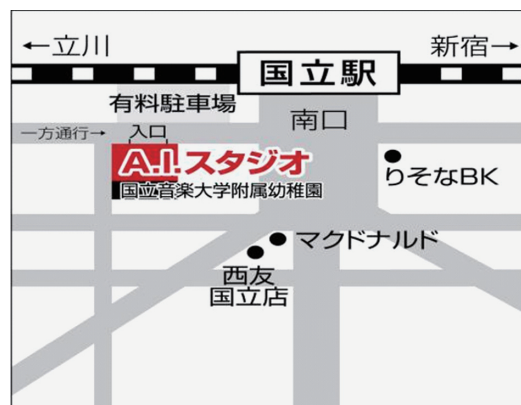 ←立川
新宿→
国立駅
有料駐車場
南口
一方通行→
入口
A.I.スタジオ
国立音楽大学附属幼稚園
りそなBK
マクドナルド
西友
国立店